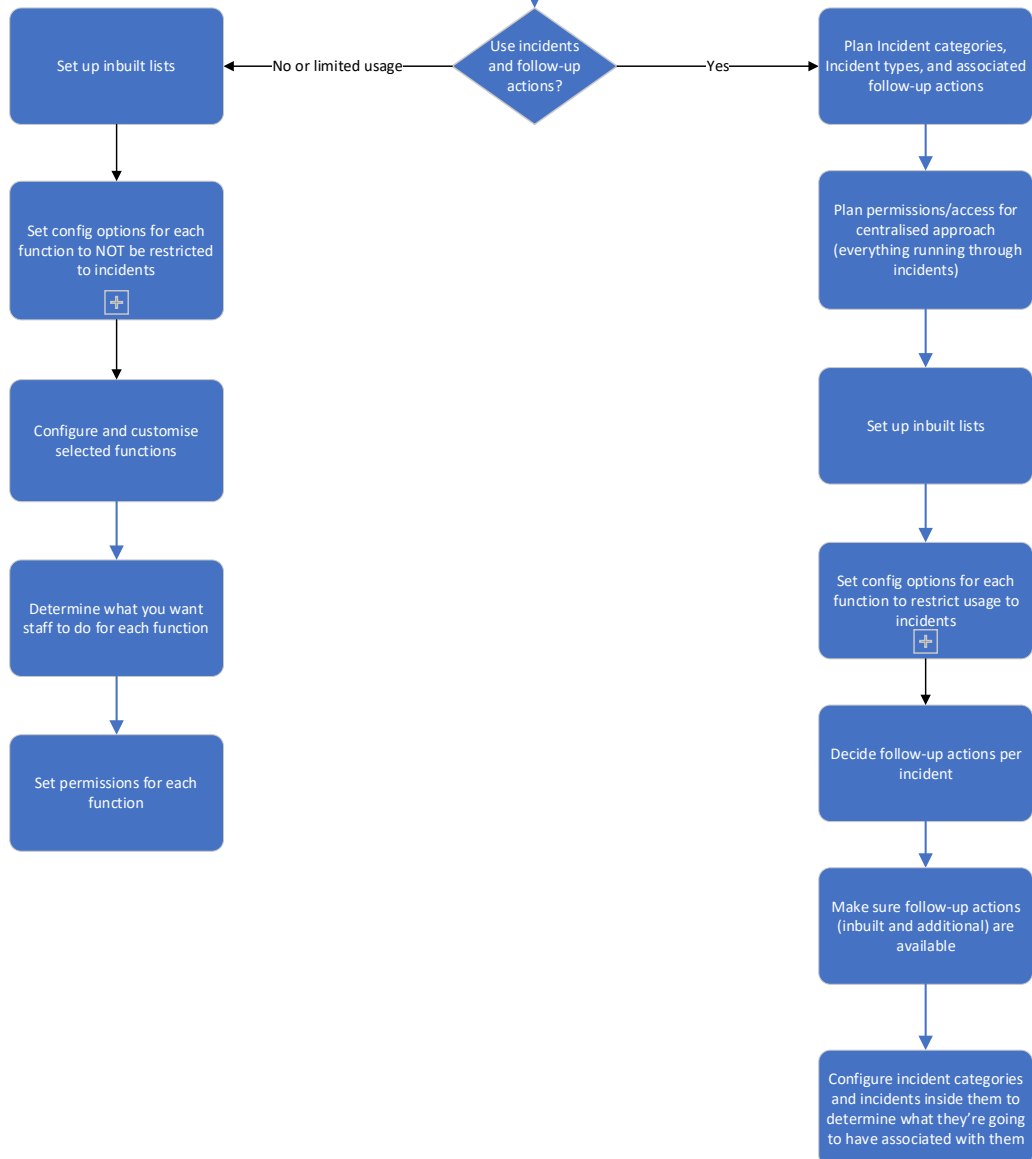 Set up inbuilt lists
No or limited usage
Use incidents
and follow-up
actions?
Yes
Plan Incident categories,
Incident types, and associated
follow-up actions
Set config options for each
function to NOT be restricted
to incidents
Plan permissions/access for
centralised approach
(everything running through
incidents)
Configure and customise
selected functions
Set up inbuilt lists
Determine what you want
staff to do for each function
Set config options for each
function to restrict usage to
incidents
Set permissions for each
function
Decide follow-up actions per
incident
Make sure follow-up actions
(inbuilt and additional) are
available
Configure incident categories
and incidents inside them to
determine what they’re going
to have associated with them